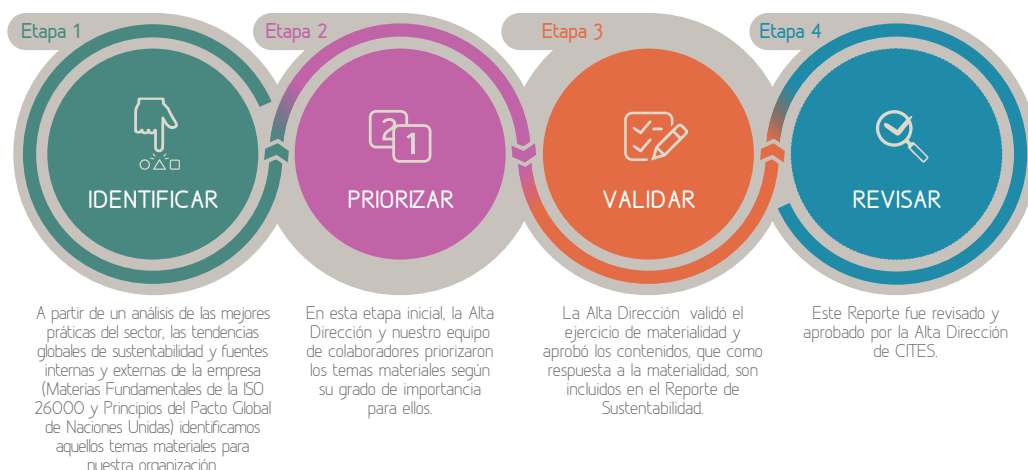 Etapa 1
IDENTIFICAR
A partir de un análisis de las mejores
práticas del sector, las tendencias
globales de sustentabilidad y fuentes
internas y externas de la empresa
(Materias Fundamentales de la ISO
26000 y Principios del Pacto Global
de Naciones Unidas) identificamos
aquellos temas materiales para
nuestra organización
Etapa 2
2
1
PRIORIZAR
En esta etapa inicial, la Alta
Dirección y nuestro equipo
de colaboradores priorizaron
los temas materiales según
su grado de importancia
para ellos.
Etapa 3
VALIDAR
La Alta Dirección validó el
ejercicio de materialidad y
aprobó los contenidos, que como
respuesta a la materialidad, son
incluidos en el Reporte de
Sustentabilidad.
Etapa 4
REVISAR
Este Reporte fue revisado y
aprobado por la Alta Dirección
de CITES.